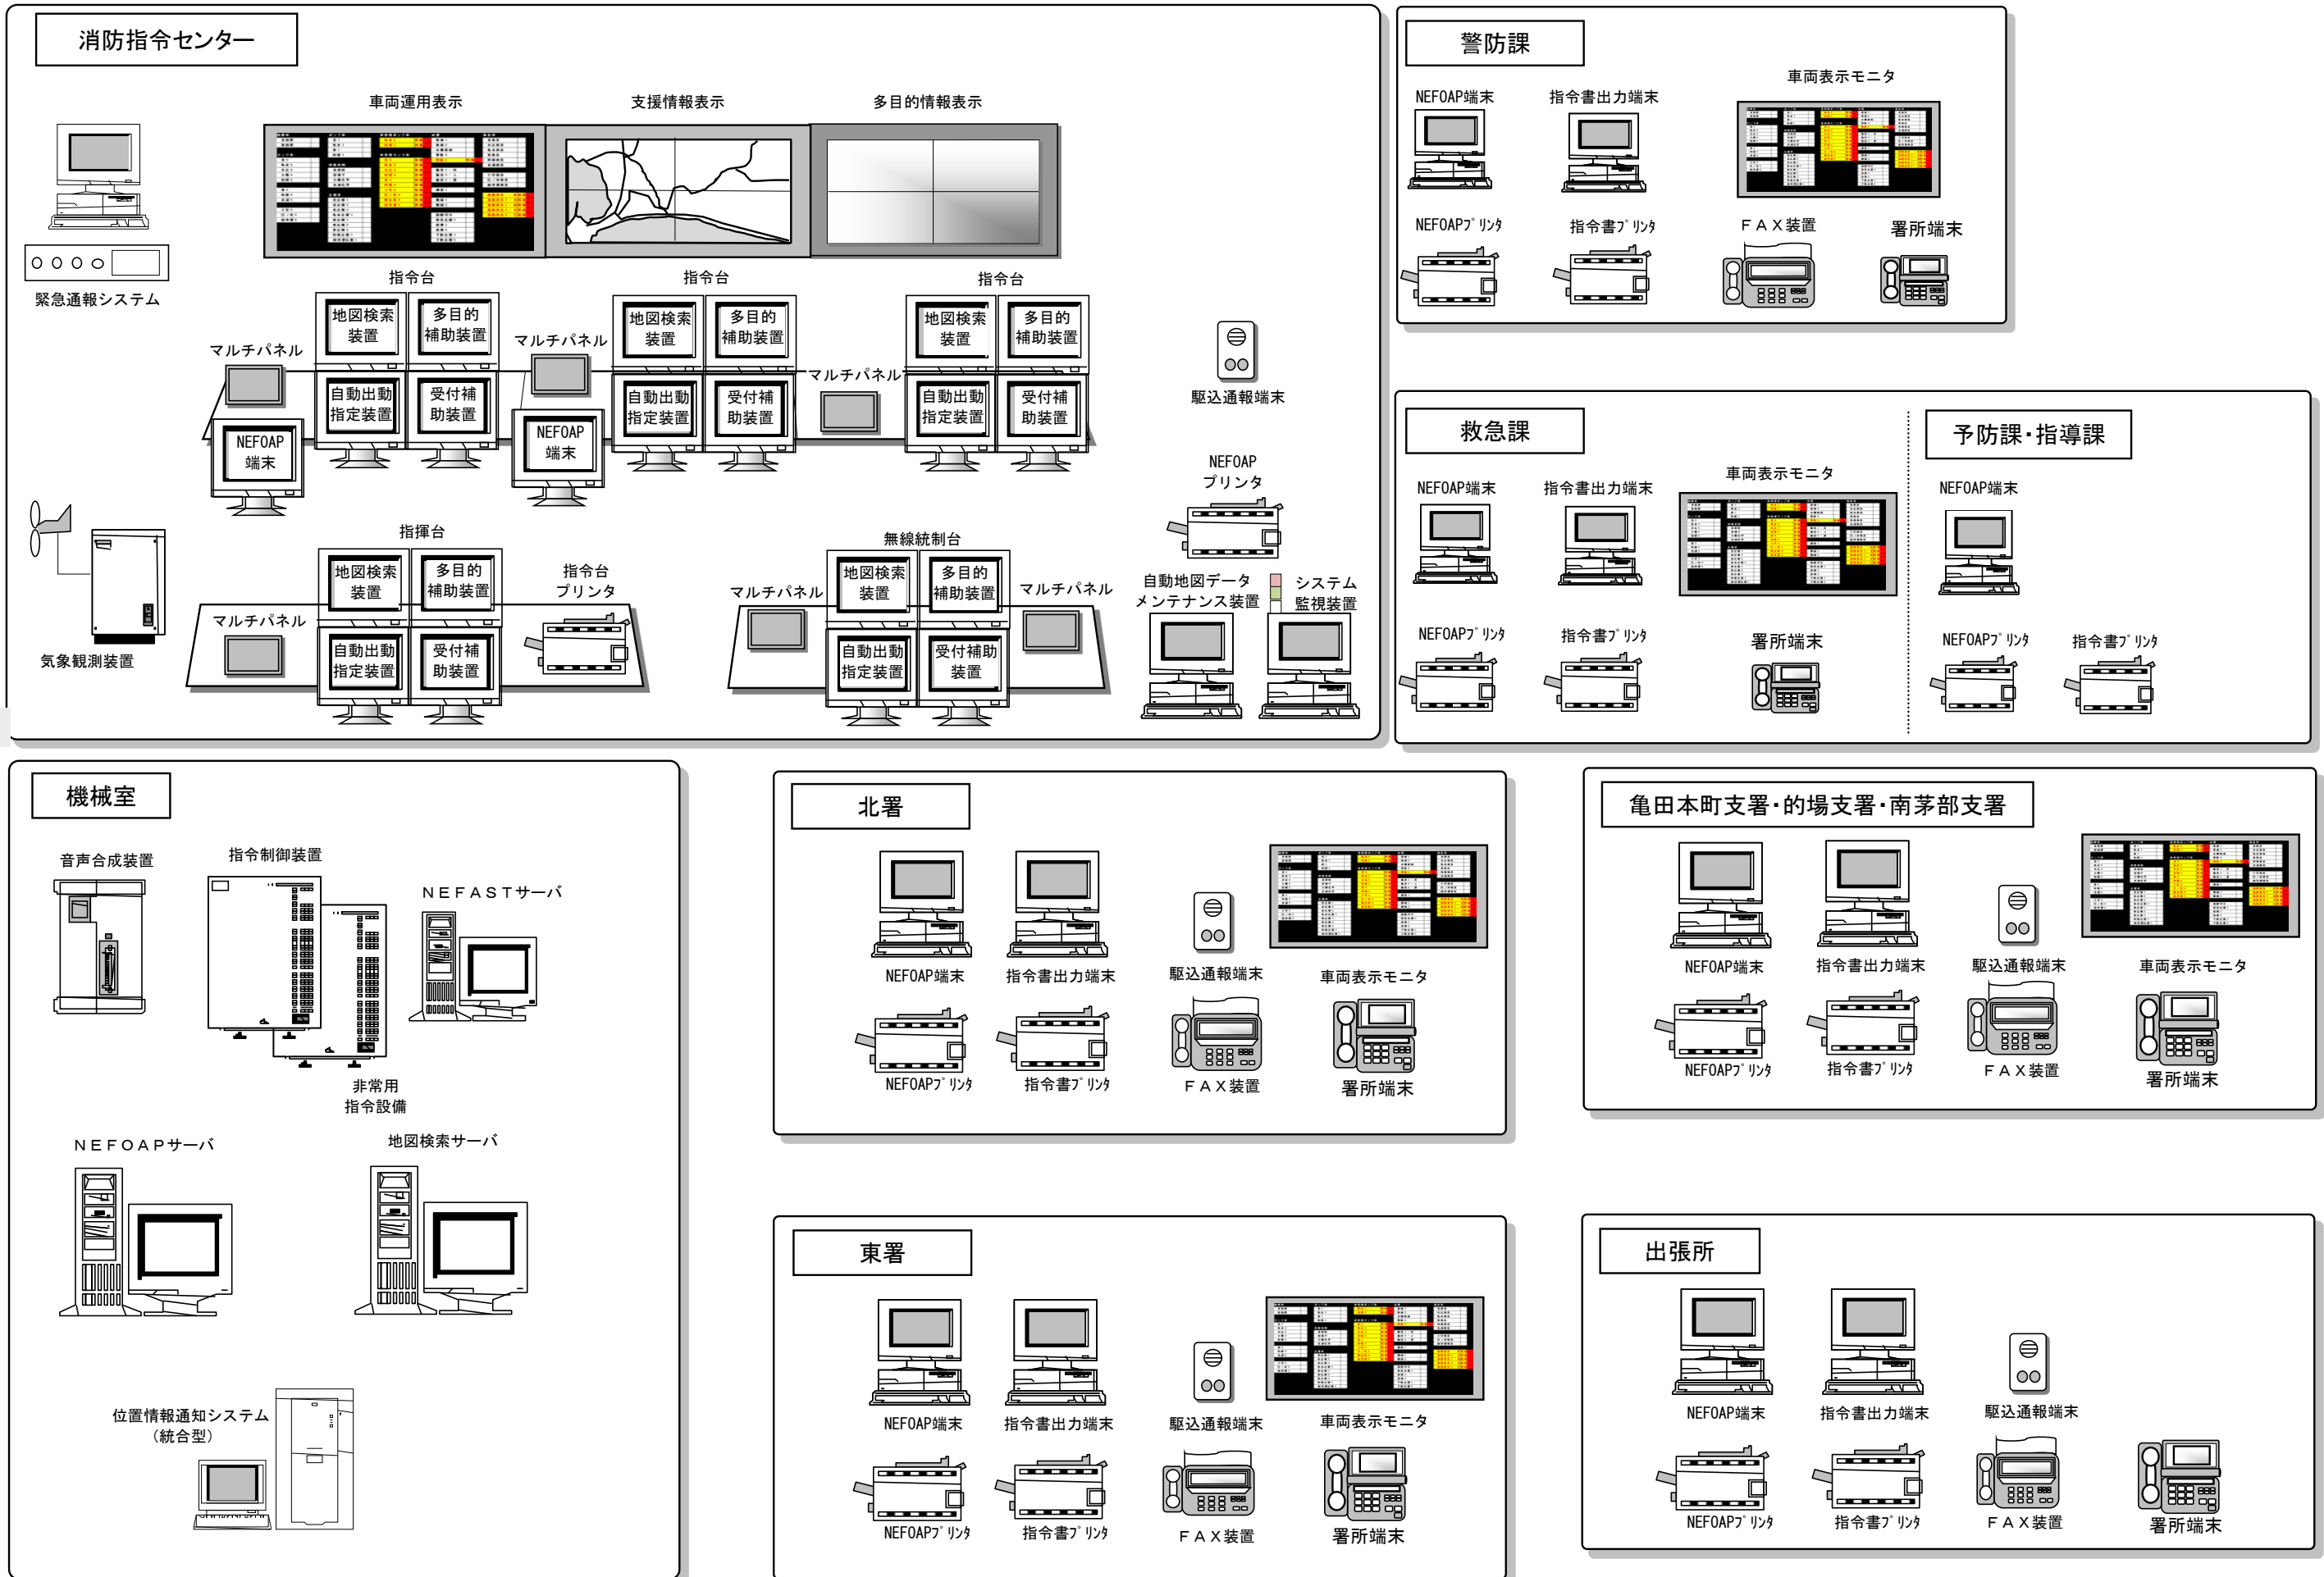 消防指令センター
車両運用表示
支援情報表示
多目的情報表示
緊急通報システム
指令台
指令台
指令台
マルチパネル
地図検索
装置
多目的
補助装置
自動出動
指定装置
受付補
助装置
NEFOAP
端末
マルチパネル
地図検索
装置
多目的
補助装置
自動出動
指定装置
受付補
助装置
NEFOAP
端末
マルチパネル
地図検索
装置
多目的
補助装置
自動出動
指定装置
受付補
助装置
駆込通報端末
NEFOAP
プリンタ
気象観測装置
指揮台
マルチパネル
地図検索
装置
多目的
補助装置
自動出動
指定装置
受付補
助装置
指令台
プリンタ
無線統制台
マルチパネル
地図検索
装置
多目的
補助装置
自動出動
指定装置
受付補助
装置
マルチパネル
自動地図データ
メンテナンス装置
システム
監視装置
警防課
NEFOAP端末
指令書出力端末
車両表示モニタ
NEFOAPプリンタ
指令書プリンタ
FAX装置
署所端末
救急課
NEFOAP端末
指令書出力端末
車両表示モニタ
NEFOAPプリンタ
指令書プリンタ
署所端末
予防課・指導課
NEFOAP端末
NEFOAPプリンタ
指令書プリンタ
機械室
音声合成装置
指令制御装置
NEFASTサーバ
非常用
指令設備
NEFOAPサーバ
地図検索サーバ
位置情報通知システム
(統合型)
北署
NEFOAP端末
指令書出力端末
駆込通報端末
車両表示モニタ
NEFOAPプリンタ
指令書プリンタ
FAX装置
署所端末
亀田本町支署・的場支署・南茅部支署
NEFOAP端末
指令書出力端末
駆込通報端末
車両表示モニタ
NEFOAPプリンタ
指令書プリンタ
FAX装置
署所端末
東署
NEFOAP端末
指令書出力端末
駆込通報端末
車両表示モニタ
NEFOAPプリンタ
指令書プリンタ
FAX装置
署所端末
出張所
NEFOAP端末
指令書出力端末
駆込通報端末
NEFOAPプリンタ
指令書プリンタ
FAX装置
署所端末